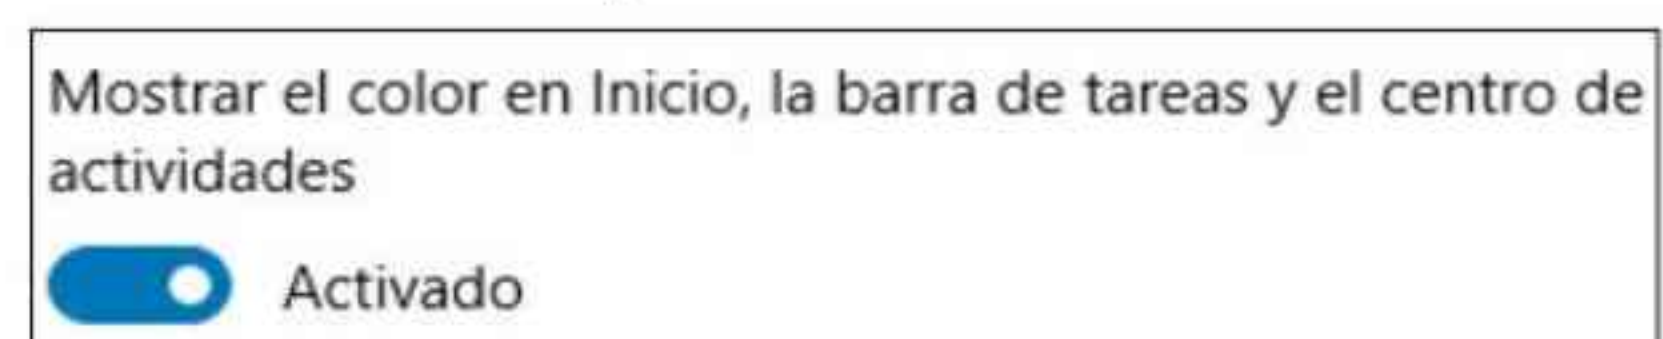 Mostrar el color en Inicio, la barra de tareas y el centro de
actividades
Activado